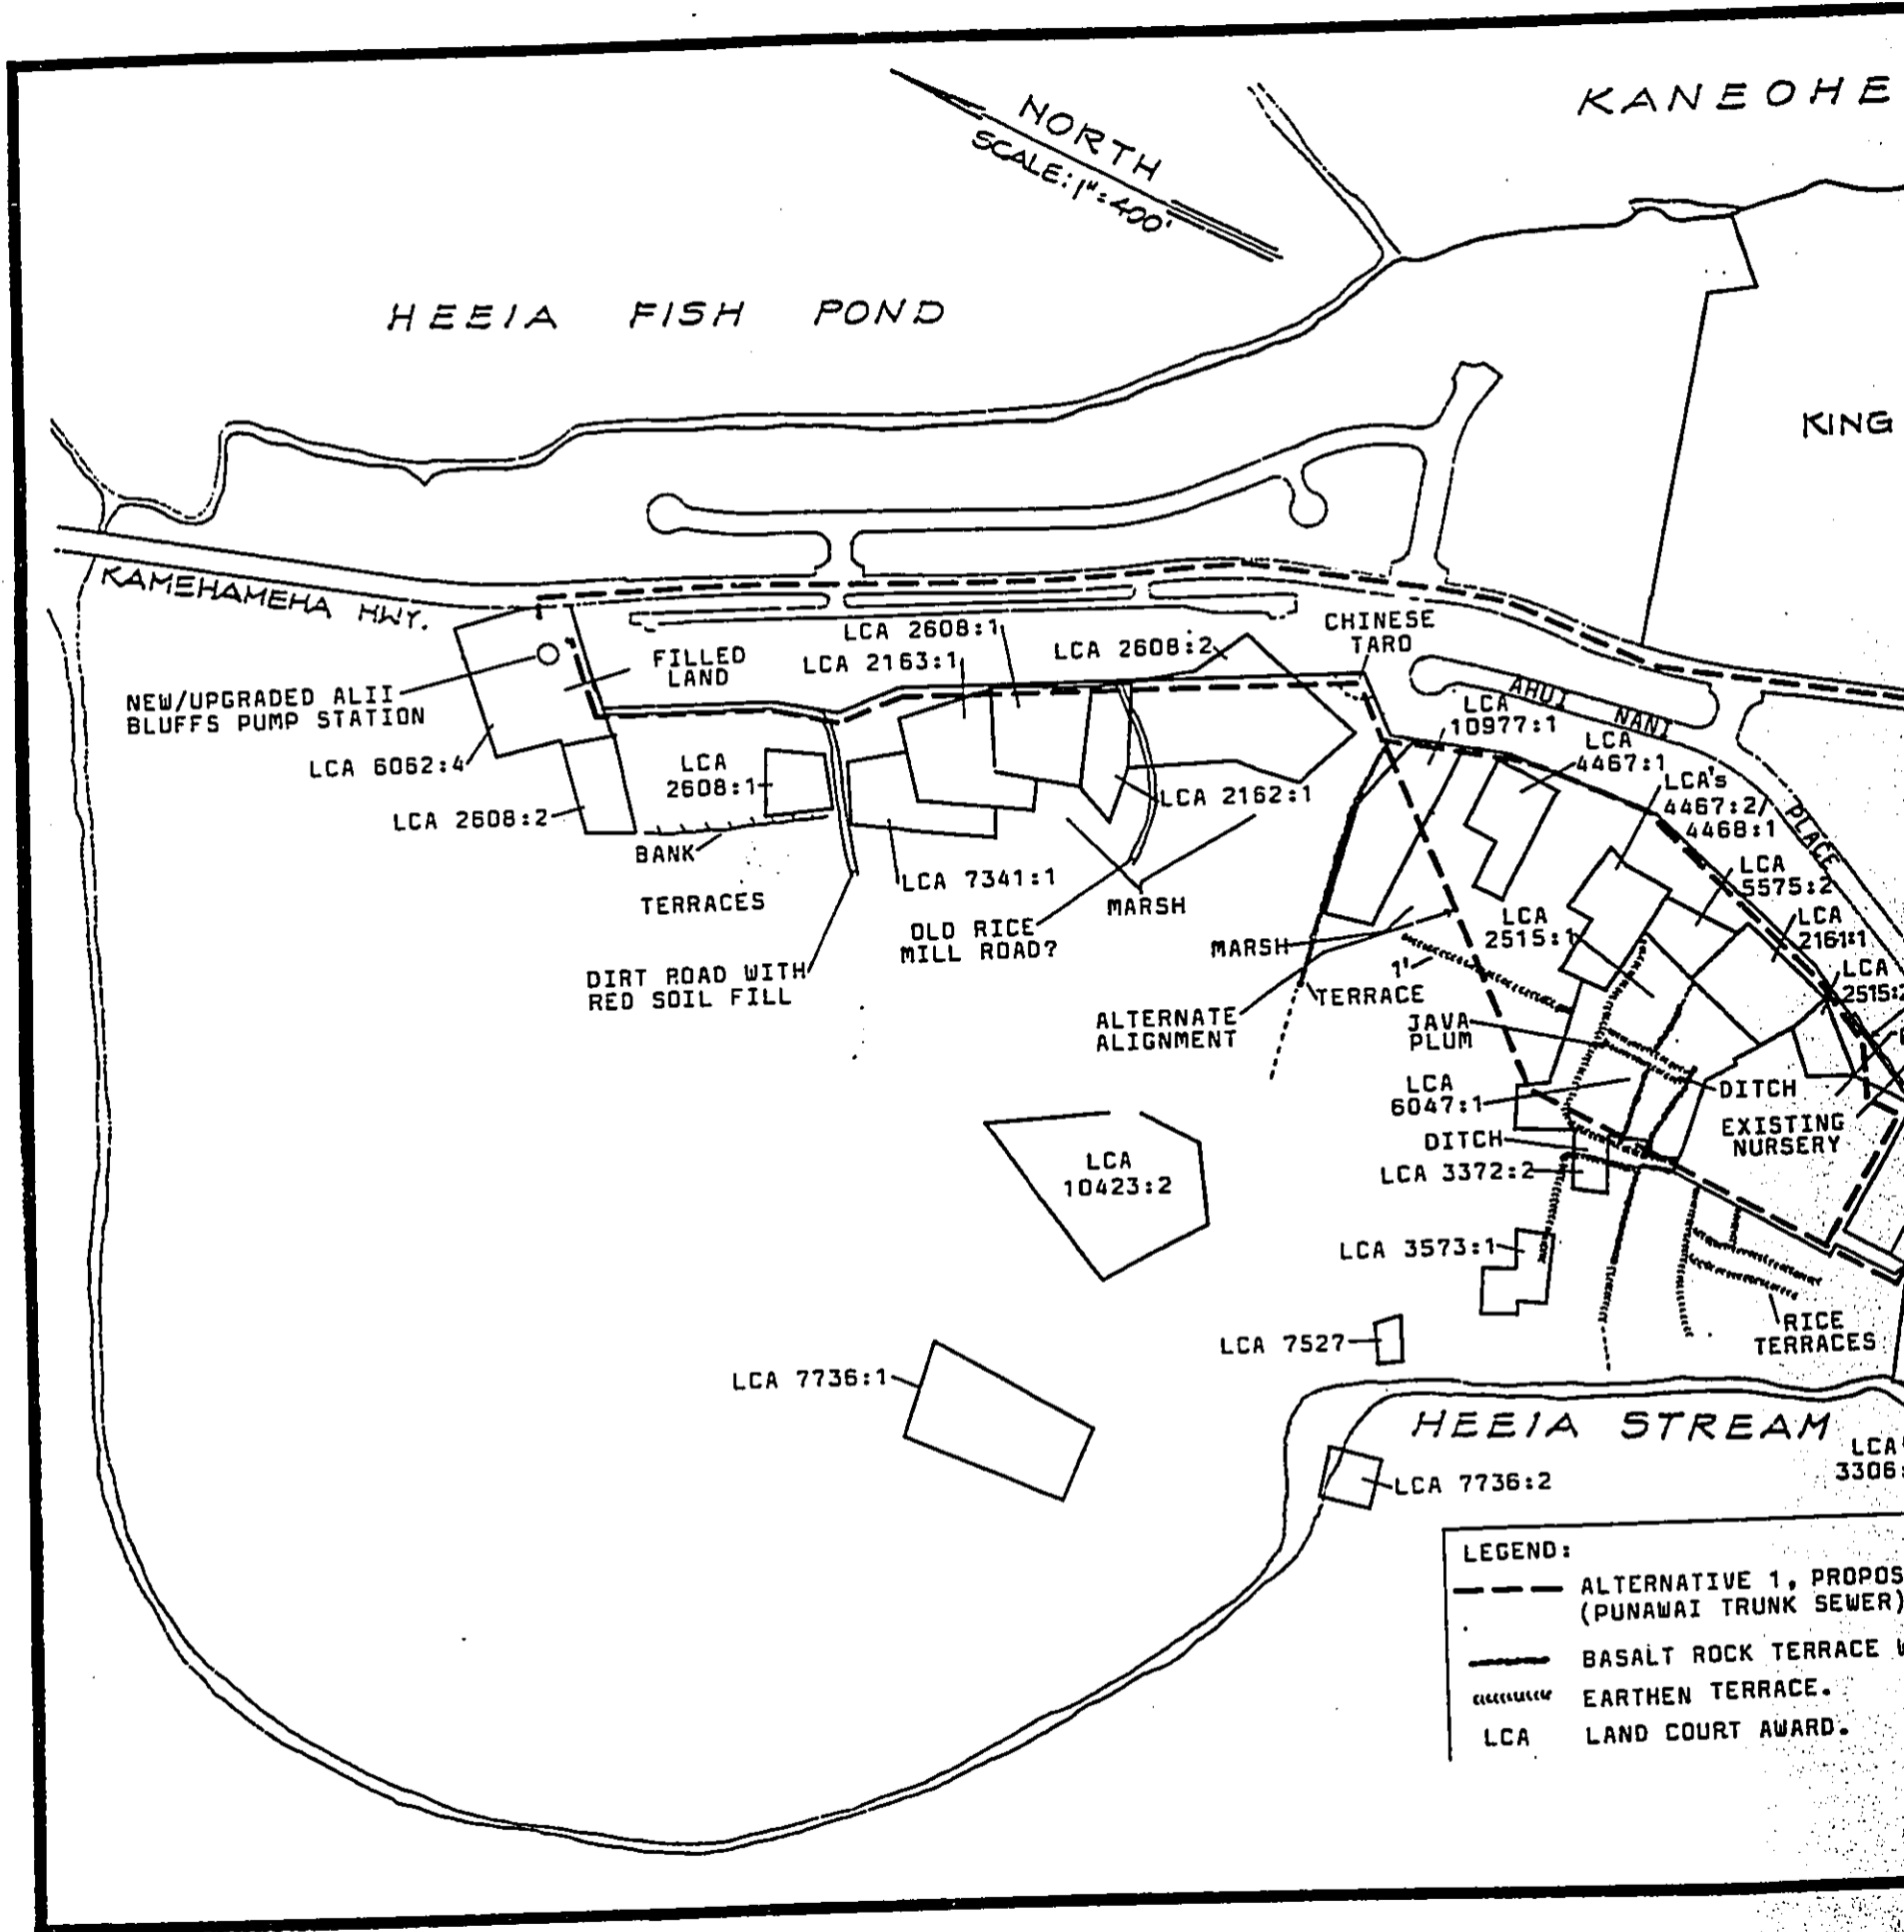 KANEOHE
NORTH
SCALE: 1"=400'
HEEIA FISH POND
KING
KAMEHAMEHA HWY.
LCA 2608:1
LCA 2163:1
LCA 2608:2
CHINESE
TARO
FILLED
LAND
NEW/UPGRADED ALII
BLUFFS PUMP STATION
AHUI NANI
PLACE
LCA
10977:1
LCA
4467:1
LCA 6062:4
LCA
2608:1
LCA'S
4467:2/
4468:1
LCA 2162:1
LCA 2608:2
BANK
LCA
5575:2
LCA 7341:1
TERRACES
MARSH
LCA
2515:1
LCA
2161:1
OLD RICE
MILL ROAD?
MARSH
1'
LCA
2515:2
DIRT ROAD WITH
RED SOIL FILL
TERRACE
ALTERNATE
ALIGNMENT
JAVA
PLUM
LCA
6047:1
DITCH
EXISTING
NURSERY
DITCH
LCA 3372:2
LCA
10423:2
LCA 3573:1
RICE
TERRACES
LCA 7527
LCA 7736:1
HEEIA STREAM
LCA
3306:
LCA 7736:2
LEGEND:
ALTERNATIVE 1, PROPOS
(PUNAWAI TRUNK SEWER)
BASALT ROCK TERRACE W
EARTHEN TERRACE.
LCA LAND COURT AWARD.